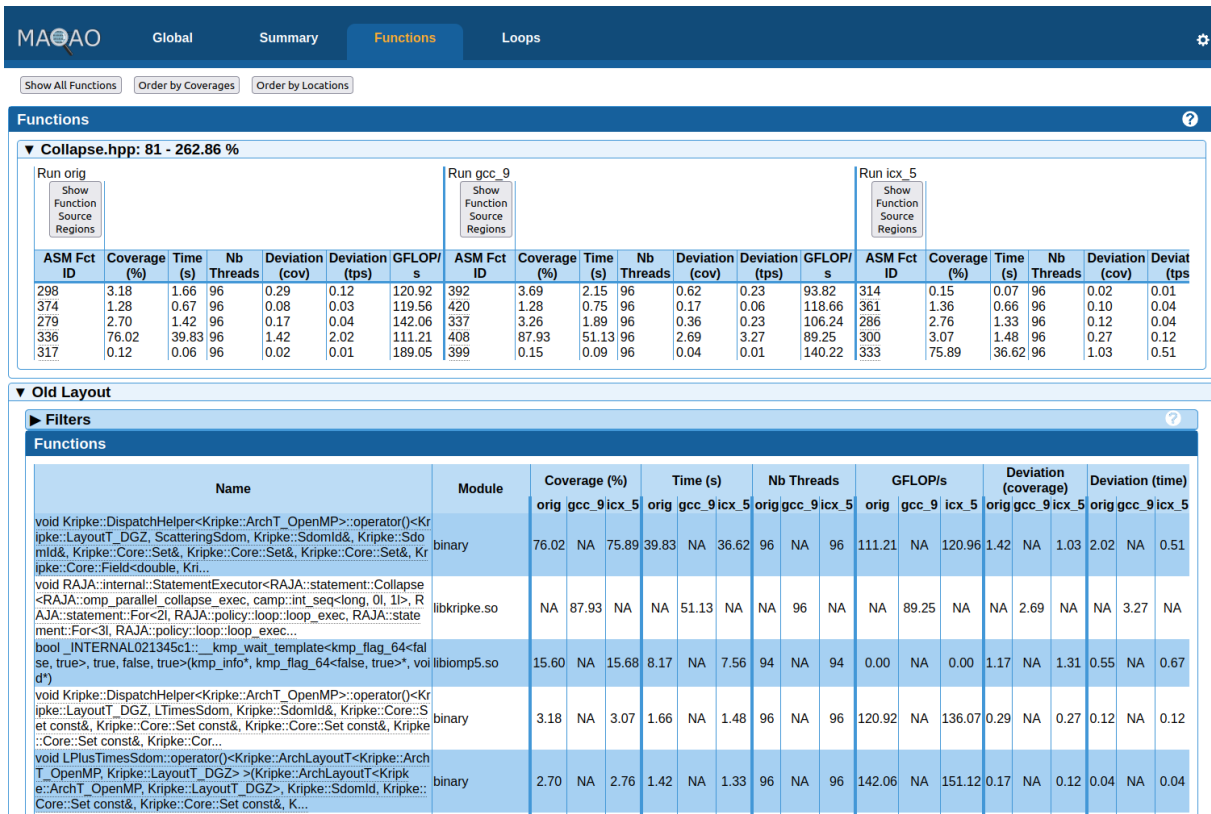 MAQAO Global Summary Functions Loops
Show All Functions Order by Coverages Order by Locations
Functions ?
▼ Collapse.hpp: 81 - 262.86 %
Run orig Run gcc_9 Run icx_5
Show Function Source Regions Show Function Source Regions Show Function Source Regions
ASM Fct ID Coverage (%) Time (s) Nb Threads Deviation (cov) Deviation (tps) GFLOP/s ASM Fct ID Coverage (%) Time (s) Nb Threads Deviation (cov) Deviation (tps) GFLOP/s ASM Fct ID Coverage (%) Time (s) Nb Threads Deviation (cov) Deviat (tps
298 3.18 1.66 96 0.29 0.12 120.92 392 3.69 2.15 96 0.62 0.23 93.82 314 0.15 0.07 96 0.02 0.01
374 1.28 0.67 96 0.08 0.03 119.56 420 1.28 0.75 96 0.17 0.06 118.66 361 1.36 0.66 96 0.10 0.04
279 2.70 1.42 96 0.17 0.04 142.06 337 3.26 1.89 96 0.36 0.23 106.24 286 2.76 1.33 96 0.12 0.04
336 76.02 39.83 96 1.42 2.02 111.21 408 87.93 51.13 96 2.69 3.27 89.25 300 3.07 1.48 96 0.27 0.12
317 0.12 0.06 96 0.02 0.01 189.05 399 0.15 0.09 96 0.04 0.01 140.22 333 75.89 36.62 96 1.03 0.51
▼ Old Layout
▶ Filters ?
Functions
Name Module Coverage (%) Time (s) Nb Threads GFLOP/s Deviation (coverage) Deviation (time)
orig gcc_9 icx_5 orig gcc_9 icx_5 orig gcc_9 icx_5 orig gcc_9 icx_5 orig gcc_9 icx_5 orig gcc_9 icx_5
void Kripke::DispatchHelper<Kripke::ArchT_OpenMP>::operator()<Kr
ipke::LayoutT_DGZ, ScatteringSdom, Kripke::SdomId&, Kripke::Sdo
mId&, Kripke::Core::Set&, Kripke::Core::Set&, Kripke::Core::Set&, Kr
ipke::Core::Field<double, Kri...
binary 76.02 NA 75.89 39.83 NA 36.62 96 NA 96 111.21 NA 120.96 1.42 NA 1.03 2.02 NA 0.51
void RAJA::internal::StatementExecutor<RAJA::statement::Collapse
<RAJA::omp_parallel_collapse_exec, camp::int_seq<long, 0l, 1l>, R
AJA::statement::For<2l, RAJA::policy::loop::loop_exec, RAJA::state
ment::For<3l, RAJA::policy::loop::loop_exec...
libkripke.so NA 87.93 NA NA 51.13 NA NA 96 NA NA 89.25 NA NA 2.69 NA NA 3.27 NA
bool _INTERNAL021345c1::__kmp_wait_template<kmp_flag_64<fal
se, true>, true, false, true>(kmp_info*, kmp_flag_64<false, true>*, voi
d*)
libiomp5.so 15.60 NA 15.68 8.17 NA 7.56 94 NA 94 0.00 NA 0.00 1.17 NA 1.31 0.55 NA 0.67
void Kripke::DispatchHelper<Kripke::ArchT_OpenMP>::operator()<Kr
ipke::LayoutT_DGZ, LTimesSdom, Kripke::SdomId&, Kripke::Core::S
et const&, Kripke::Core::Set const&, Kripke::Core::Set const&, Kripke
::Core::Set const&, Kripke::Cor...
binary 3.18 NA 3.07 1.66 NA 1.48 96 NA 96 120.92 NA 136.07 0.29 NA 0.27 0.12 NA 0.12
void LPlusTimesSdom::operator()<Kripke::ArchLayoutT<Kripke::Arch
T_OpenMP, Kripke::LayoutT_DGZ> >(Kripke::ArchLayoutT<Kripk
e::ArchT_OpenMP, Kripke::LayoutT_DGZ>, Kripke::SdomId, Kripke::
Core::Set const&, Kripke::Core::Set const&, K...
binary 2.70 NA 2.76 1.42 NA 1.33 96 NA 96 142.06 NA 151.12 0.17 NA 0.12 0.04 NA 0.04